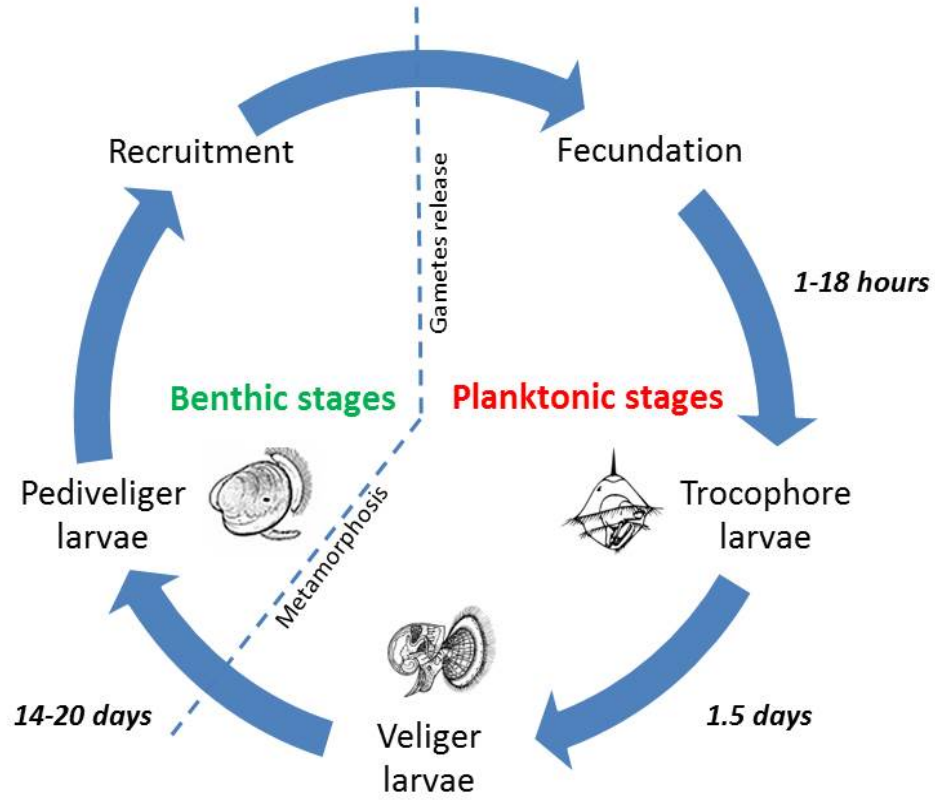 Recruitment
Fecundation
Gametes release
1-18 hours
Benthic stages
Planktonic stages
Pediveliger
larvae
Trocophore
larvae
Metamorphosis
14-20 days
1.5 days
Veliger
larvae